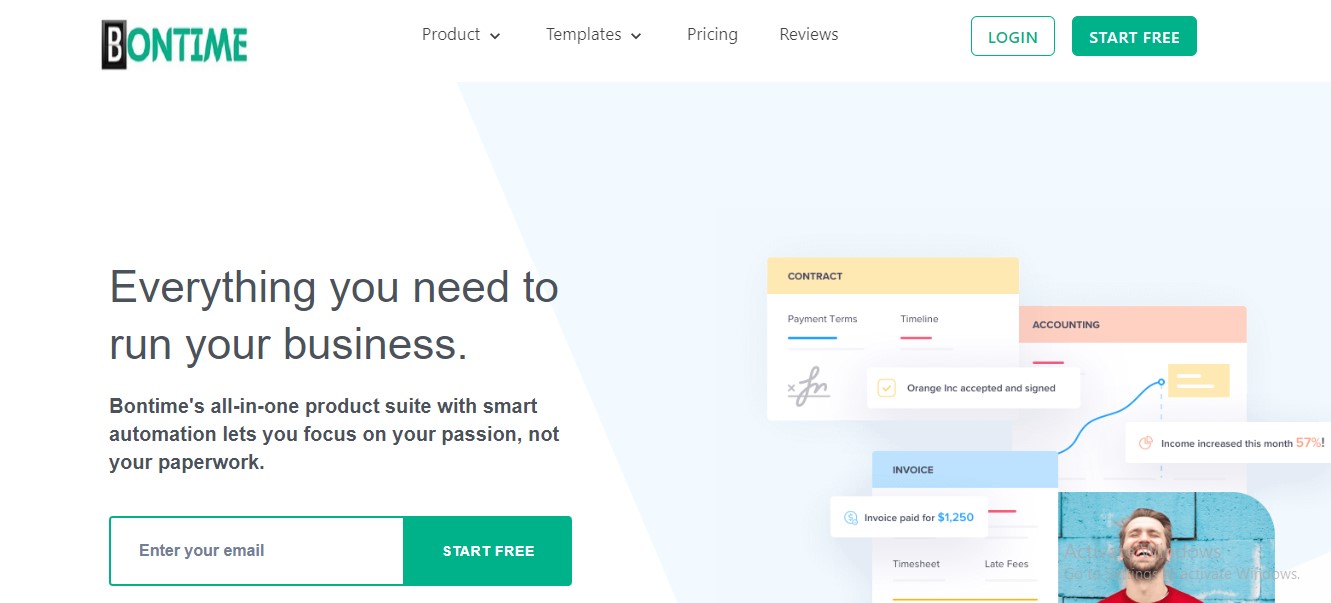 BONTIME
Product
Templates
Pricing
Reviews
LOGIN
START FREE
Everything you need to
run your business.
Bontime's all-in-one product suite with smart
automation lets you focus on your passion, not
your paperwork.
Enter your email
START FREE
CONTRACT
Payment Terms
Timeline
Orange Inc accepted and signed
ACCOUNTING
Income increased this month 57%!
INVOICE
Invoice paid for $1,250
Timesheet
Late Fees
Activate Windows
Go to Settings to activate Windows.